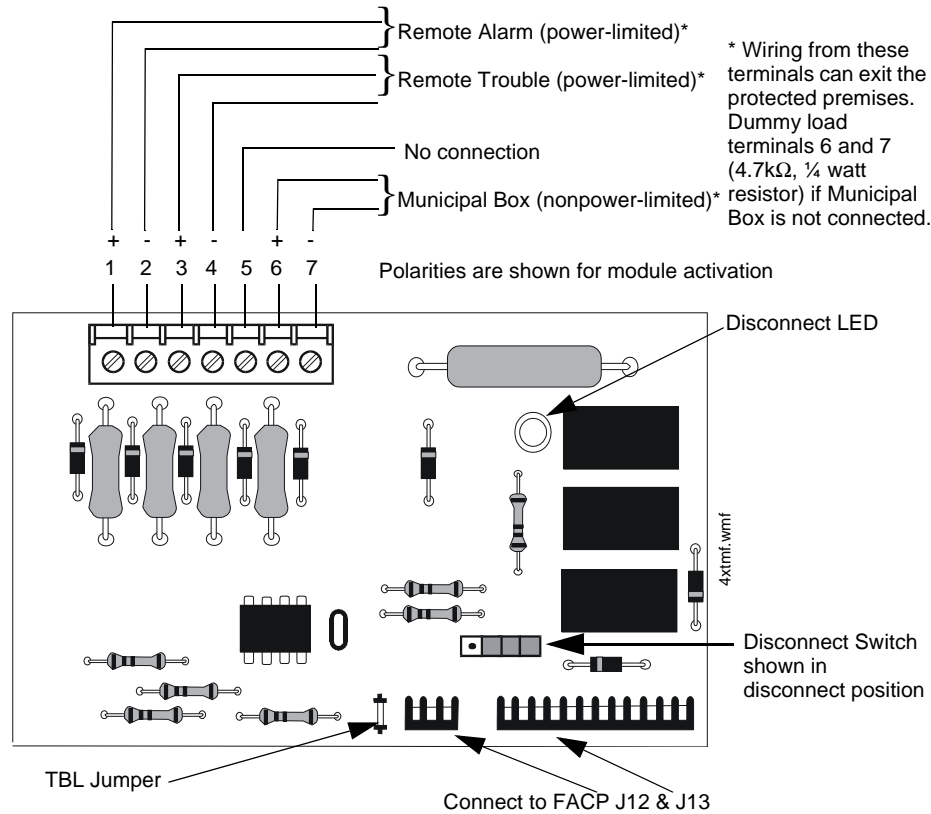 Remote Alarm (power-limited)*
Remote Trouble (power-limited)*
No connection
Municipal Box (nonpower-limited)*
* Wiring from these
terminals can exit the
protected premises.
Dummy load
terminals 6 and 7
(4.7kΩ, ¼ watt
resistor) if Municipal
Box is not connected.
+ - + - + -
1 2 3 4 5 6 7
Polarities are shown for module activation
Disconnect LED
4xtmf.wmf
Disconnect Switch
shown in
disconnect position
TBL Jumper
Connect to FACP J12 & J13